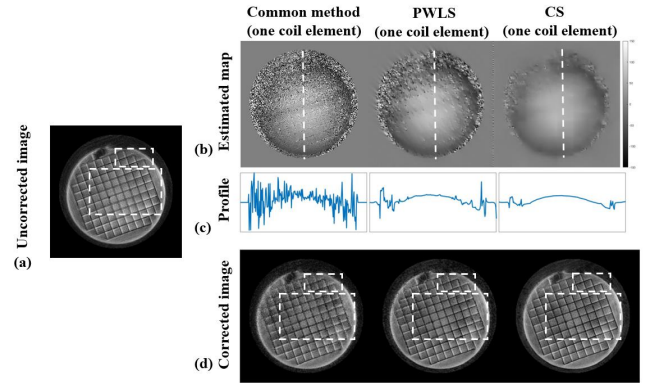 Common method
(one coil element)
PWLS
(one coil element)
CS
(one coil element)
(a)
Uncorrected image
(b)
Estimated map
(c)
Profile
(d)
Corrected image